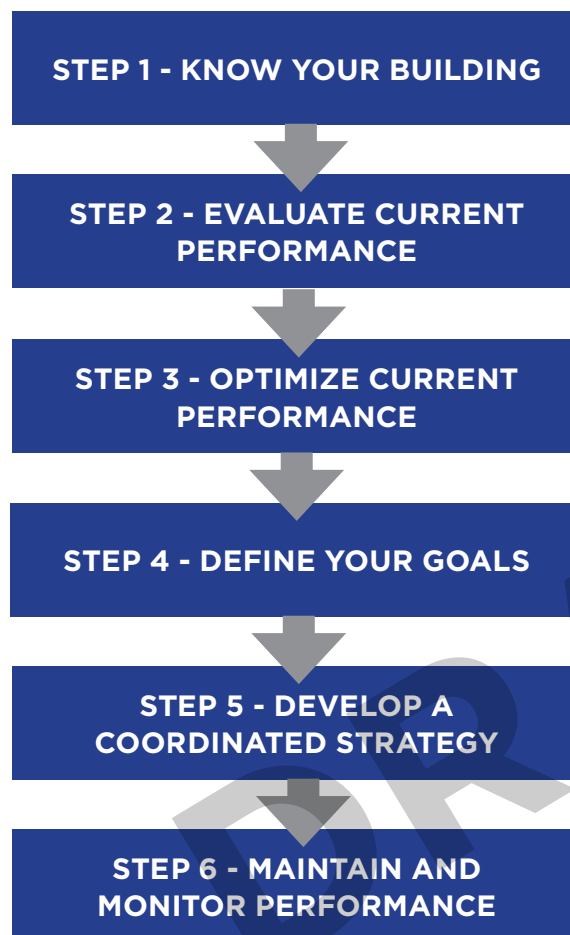 STEP 1 - KNOW YOUR BUILDING
STEP 2 - EVALUATE CURRENT
PERFORMANCE
STEP 3 - OPTIMIZE CURRENT
PERFORMANCE
STEP 4 - DEFINE YOUR GOALS
STEP 5 - DEVELOP A
COORDINATED STRATEGY
STEP 6 - MAINTAIN AND
MONITOR PERFORMANCE
DR